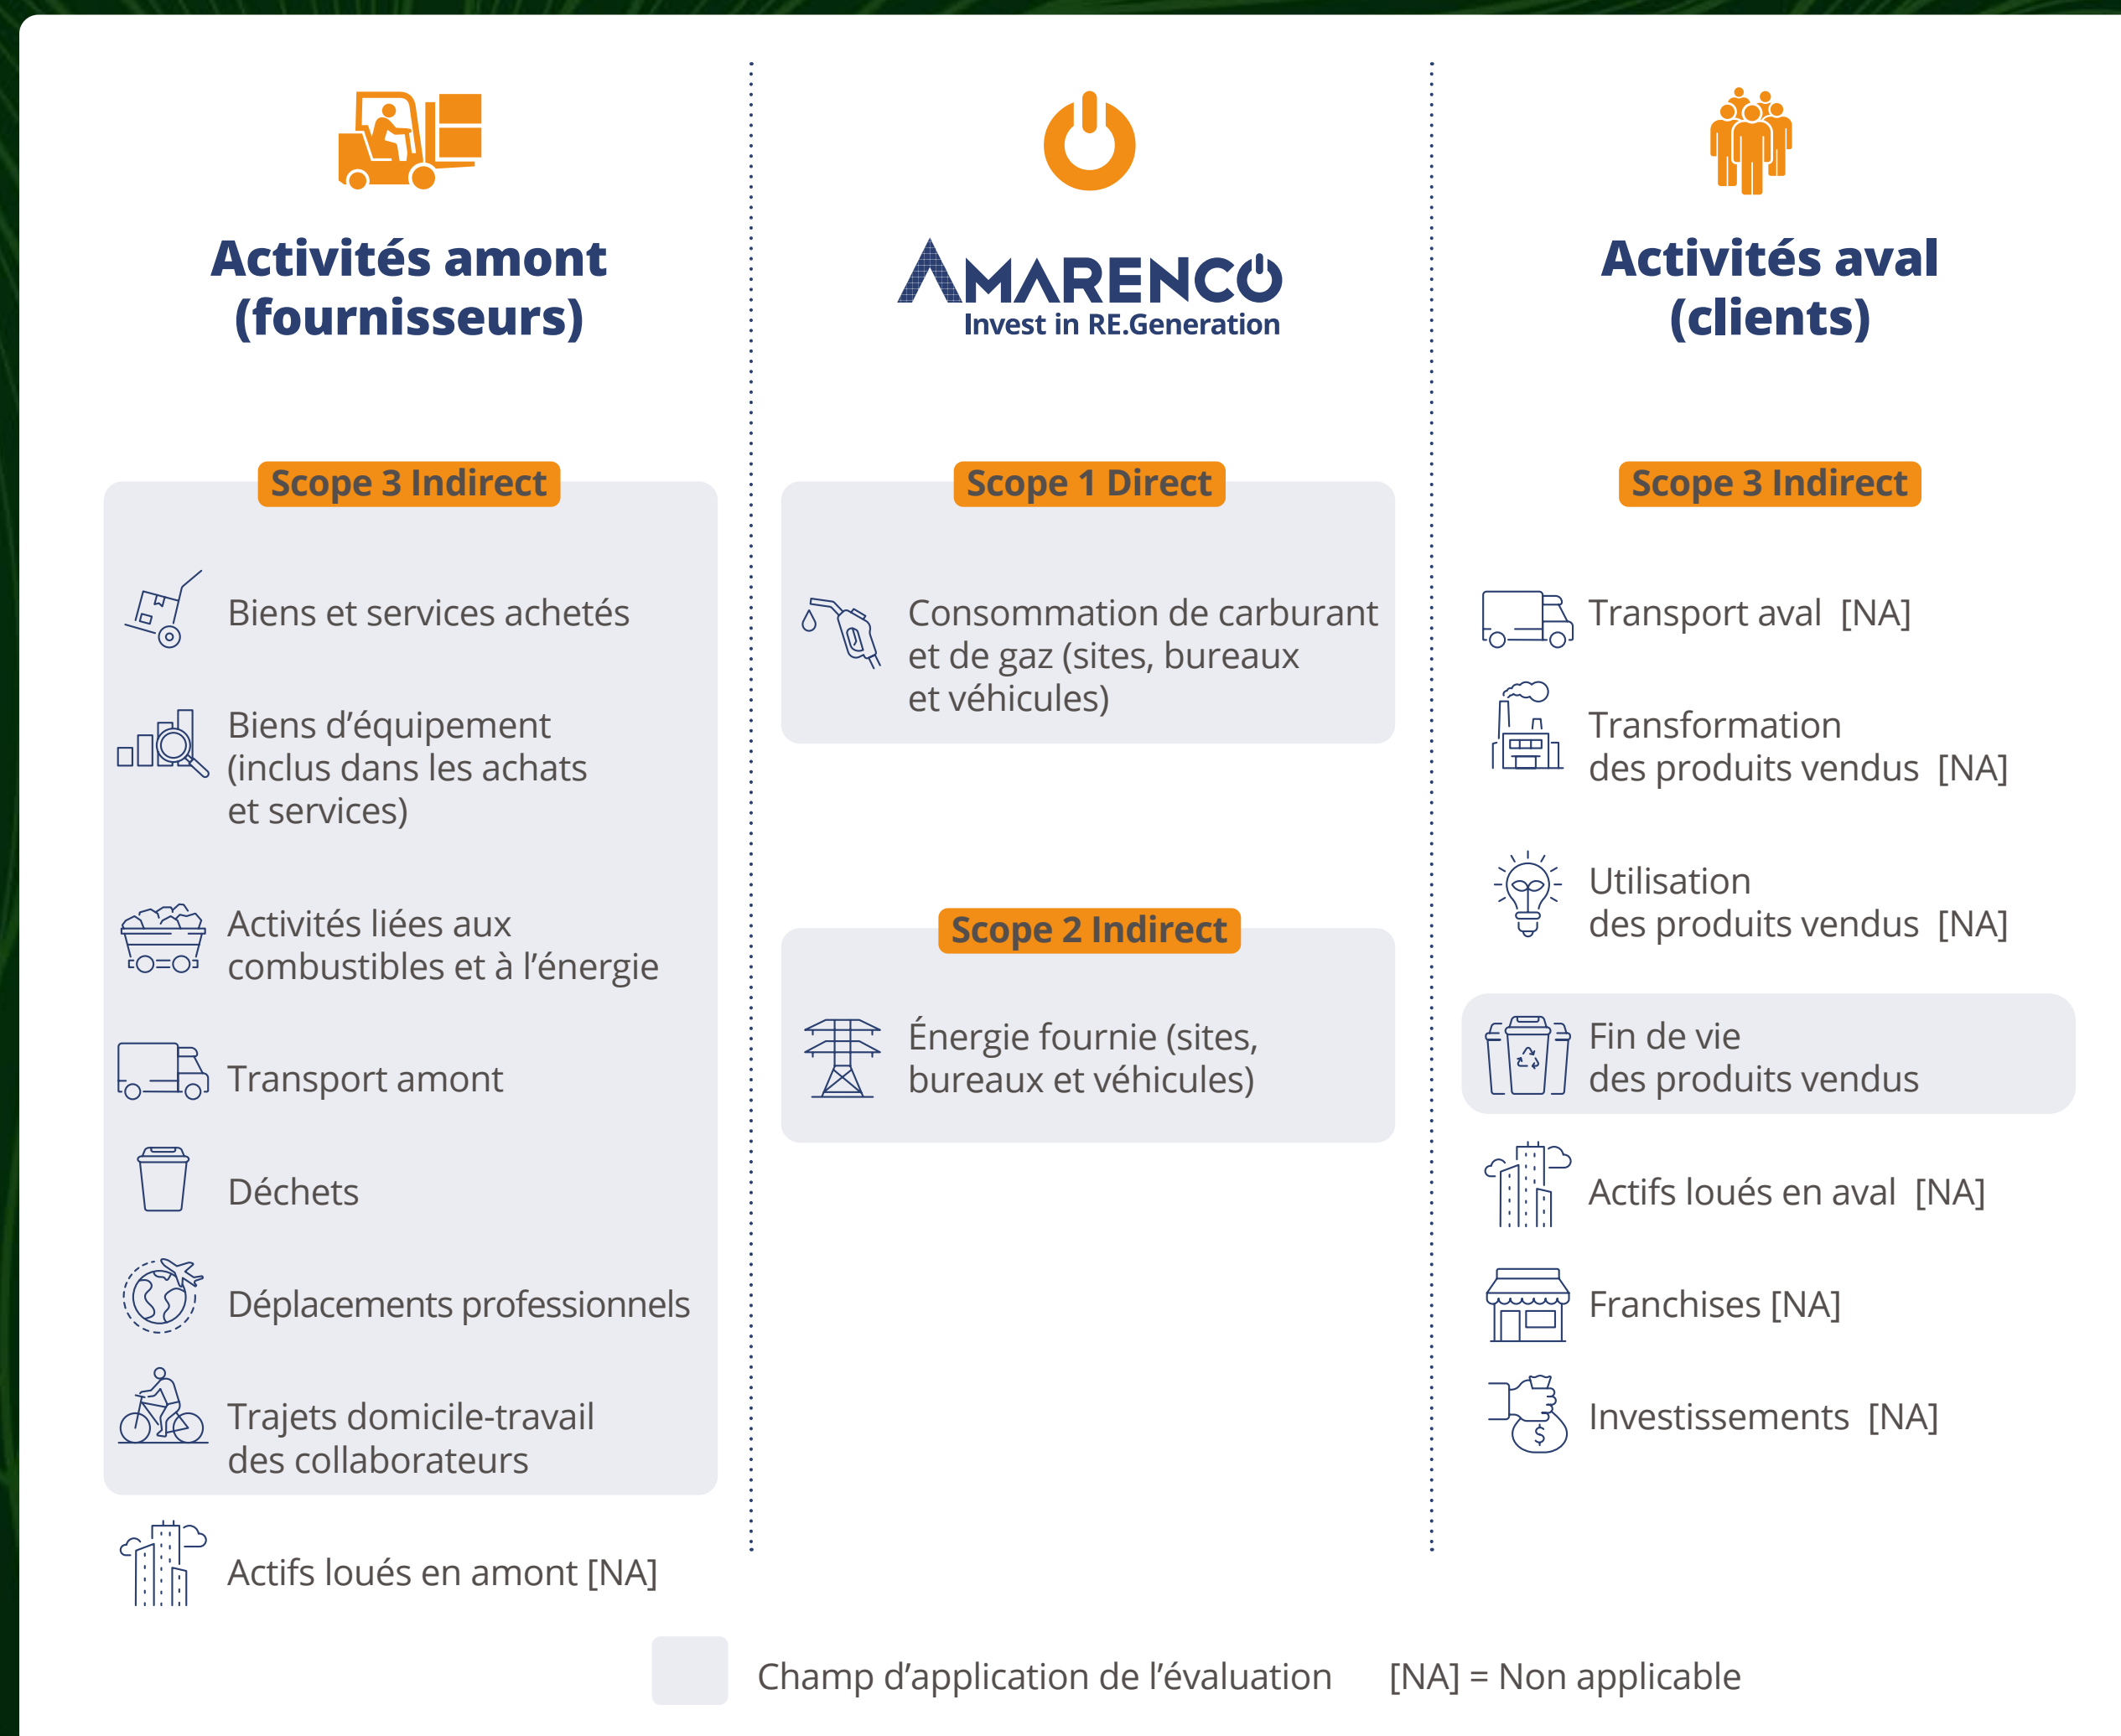 Activités amont
(fournisseurs)
Scope 3 Indirect
Biens et services achetés
Biens d’équipement
(inclus dans les achats
et services)
Activités liées aux
combustibles et à l’énergie
Transport amont
Déchets
Déplacements professionnels
Trajets domicile-travail
des collaborateurs
Actifs loués en amont [NA]
AMARENCO
Invest in RE.Generation
Scope 1 Direct
Consommation de carburant
et de gaz (sites, bureaux
et véhicules)
Scope 2 Indirect
Énergie fournie (sites,
bureaux et véhicules)
Activités aval
(clients)
Scope 3 Indirect
Transport aval [NA]
Transformation
des produits vendus [NA]
Utilisation
des produits vendus [NA]
Fin de vie
des produits vendus
Actifs loués en aval [NA]
Franchises [NA]
Investissements [NA]
$
Champ d’application de l’évaluation
[NA] = Non applicable